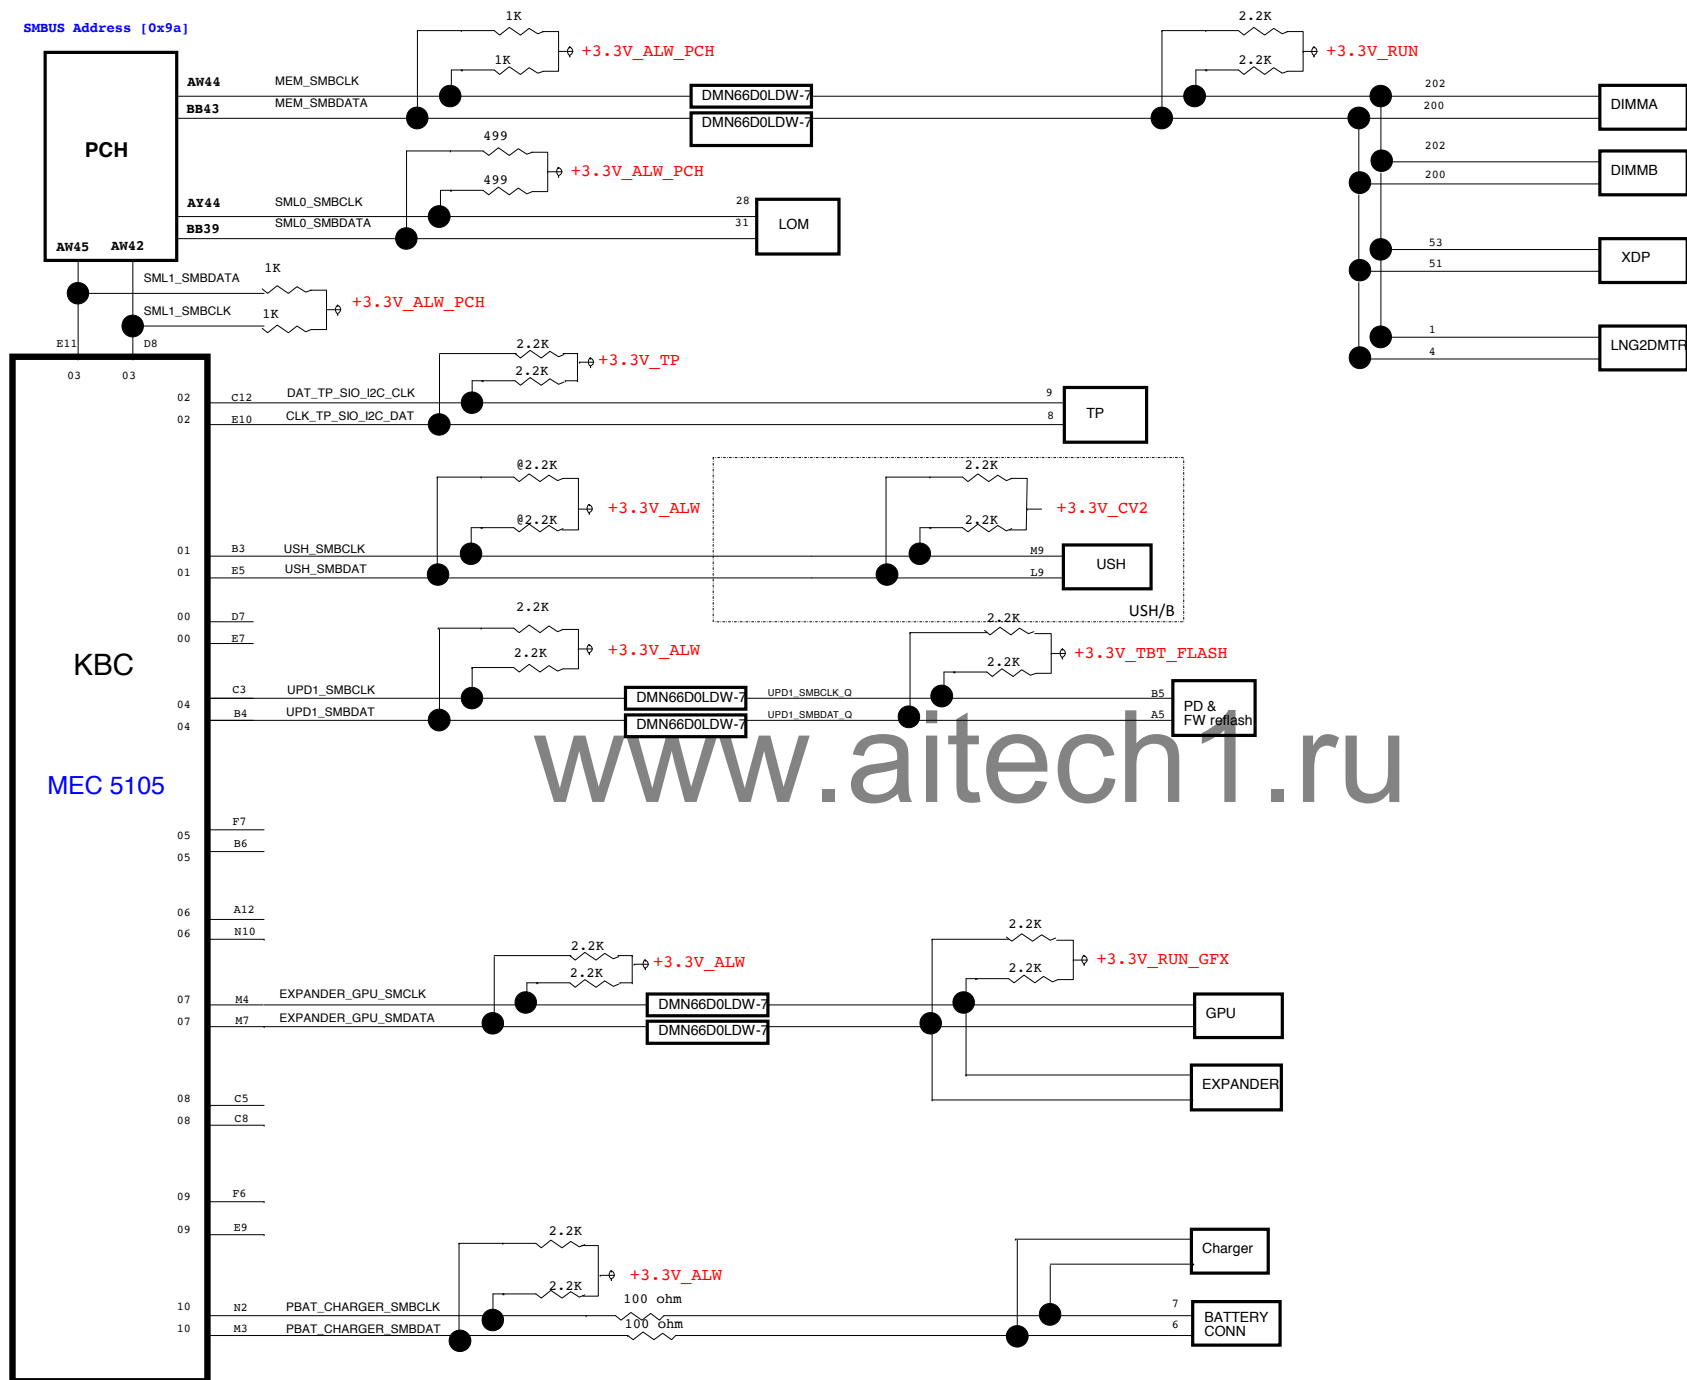 SMBUS Address [0x9a]
PCH
AW44
BB43
AY44
BB39
AW45 AW42
MEM_SMBCLK
MEM_SMBDATA
1K
1K
+3.3V_ALW_PCH
DMN66D0LDW-7
DMN66D0LDW-7
2.2K
2.2K
+3.3V_RUN
202
200
DIMMA
202
200
DIMMB
53
51
XDP
1
4
LNG2DMTR
499
499
+3.3V_ALW_PCH
SML0_SMBCLK
SML0_SMBDATA
28
31
LOM
SML1_SMBDATA
1K
SML1_SMBCLK
1K
+3.3V_ALW_PCH
E11 D8
03 03
KBC
MEC 5105
2.2K
2.2K
+3.3V_TP
02 C12 DAT_TP_SIO_I2C_CLK 9
02 E10 CLK_TP_SIO_I2C_DAT 8
TP
@2.2K
@2.2K
+3.3V_ALW
2.2K
2.2K
+3.3V_CV2
01 B3 USH_SMBCLK M9
01 E5 USH_SMBDAT L9
USH
USH/B
00 D7
00 E7
2.2K
2.2K
+3.3V_ALW
2.2K
2.2K
+3.3V_TBT_FLASH
04 C3 UPD1_SMBCLK DMN66D0LDW-7 UPD1_SMBCLK_Q B5
04 B4 UPD1_SMBDAT DMN66D0LDW-7 UPD1_SMBDAT_Q A5
PD &
FW reflash
www.aitech1.ru
05 F7
05 B6
06 A12
06 N10
2.2K
2.2K
+3.3V_ALW
2.2K
2.2K
+3.3V_RUN_GFX
07 M4 EXPANDER_GPU_SMCLK DMN66D0LDW-7
07 M7 EXPANDER_GPU_SMDATA DMN66D0LDW-7
GPU
EXPANDER
08 C5
08 C8
09 F6
09 E9
2.2K
2.2K
+3.3V_ALW
Charger
10 N2 PBAT_CHARGER_SMBCLK 100 ohm 7
10 M3 PBAT_CHARGER_SMBDAT 100 ohm 6
BATTERY
CONN